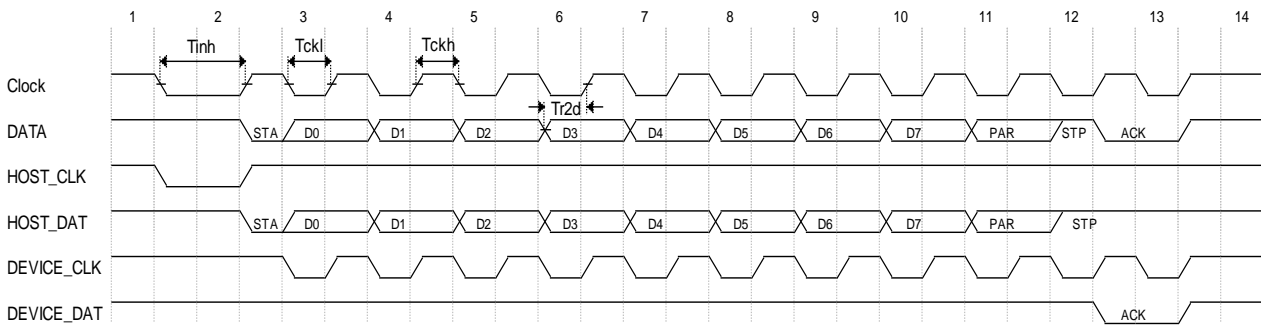 1 2 3 4 5 6 7 8 9 10 11 12 13 14
Tinh Tckl Tckh
Clock
Tr2d
DATA STA D0 D1 D2 D3 D4 D5 D6 D7 PAR STP ACK
HOST_CLK
HOST_DAT STA D0 D1 D2 D3 D4 D5 D6 D7 PAR STP
DEVICE_CLK
DEVICE_DAT ACK